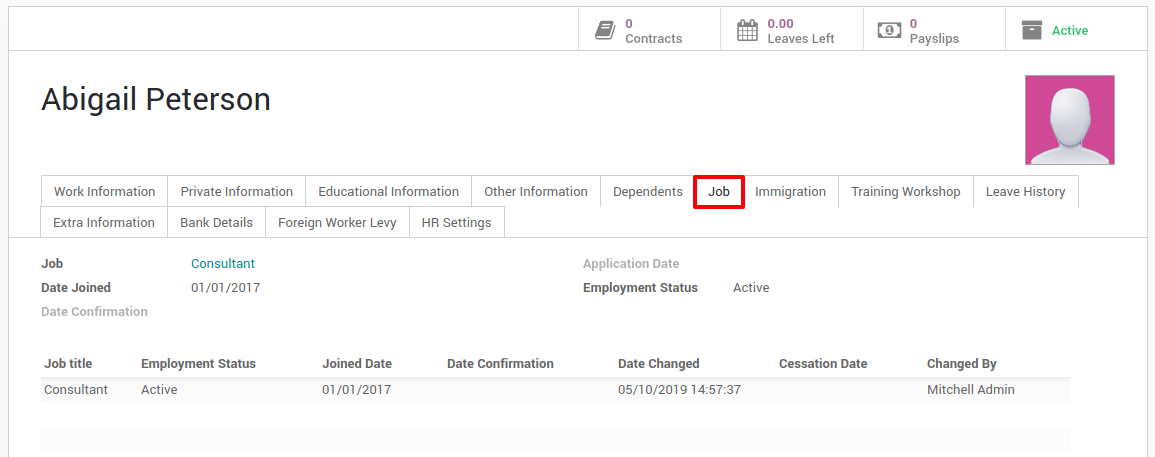 0 Contracts 0.00 Leaves Left 0 Payslips Active
Abigail Peterson
Work Information Private Information Educational Information Other Information Dependents Job Immigration Training Workshop Leave History
Extra Information Bank Details Foreign Worker Levy HR Settings
Job Consultant Application Date
Date Joined 01/01/2017 Employment Status Active
Date Confirmation
Job title Employment Status Joined Date Date Confirmation Date Changed Cessation Date Changed By
Consultant Active 01/01/2017 05/10/2019 14:57:37 Mitchell Admin